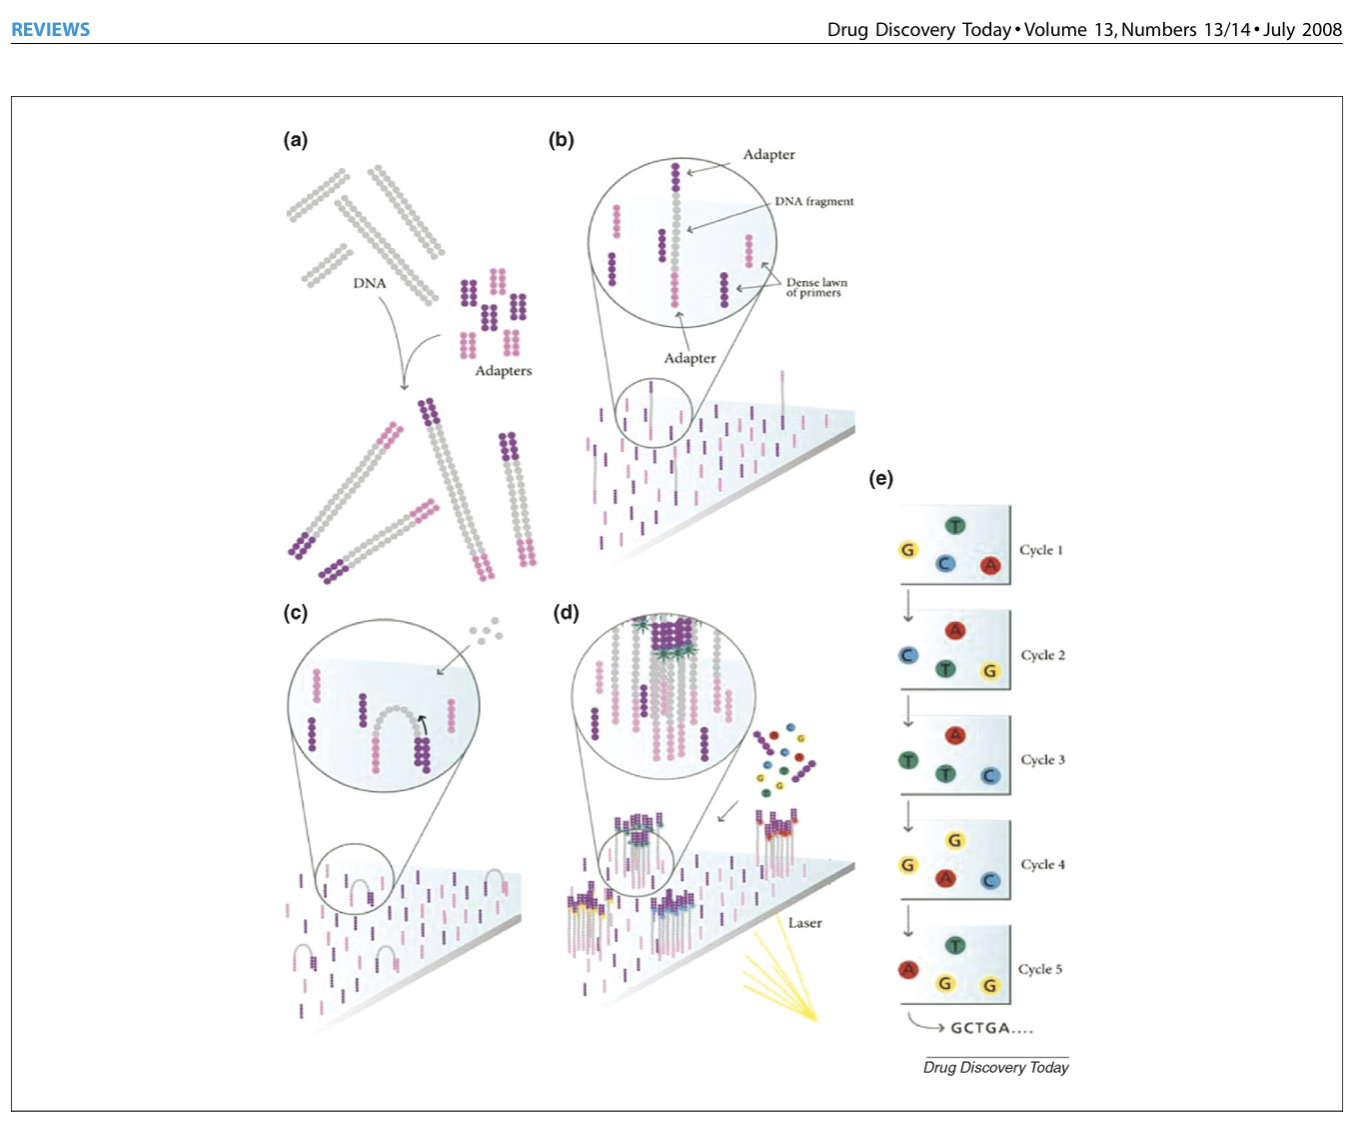 REVIEWS
Drug Discovery Today • Volume 13, Numbers 13/14 • July 2008
(a)
DNA
Adapters
(b)
Adapter
DNA fragment
Dense lawn
of primers
Adapter
(c)
(d)
C
A
G
C
A
C
T
G
G
T
Laser
(e)
T
G
C
A
Cycle 1
A
C
T
G
Cycle 2
A
T
T
C
Cycle 3
G
G
A
C
Cycle 4
T
A
G
G
Cycle 5
GCTGA....
Drug Discovery Today